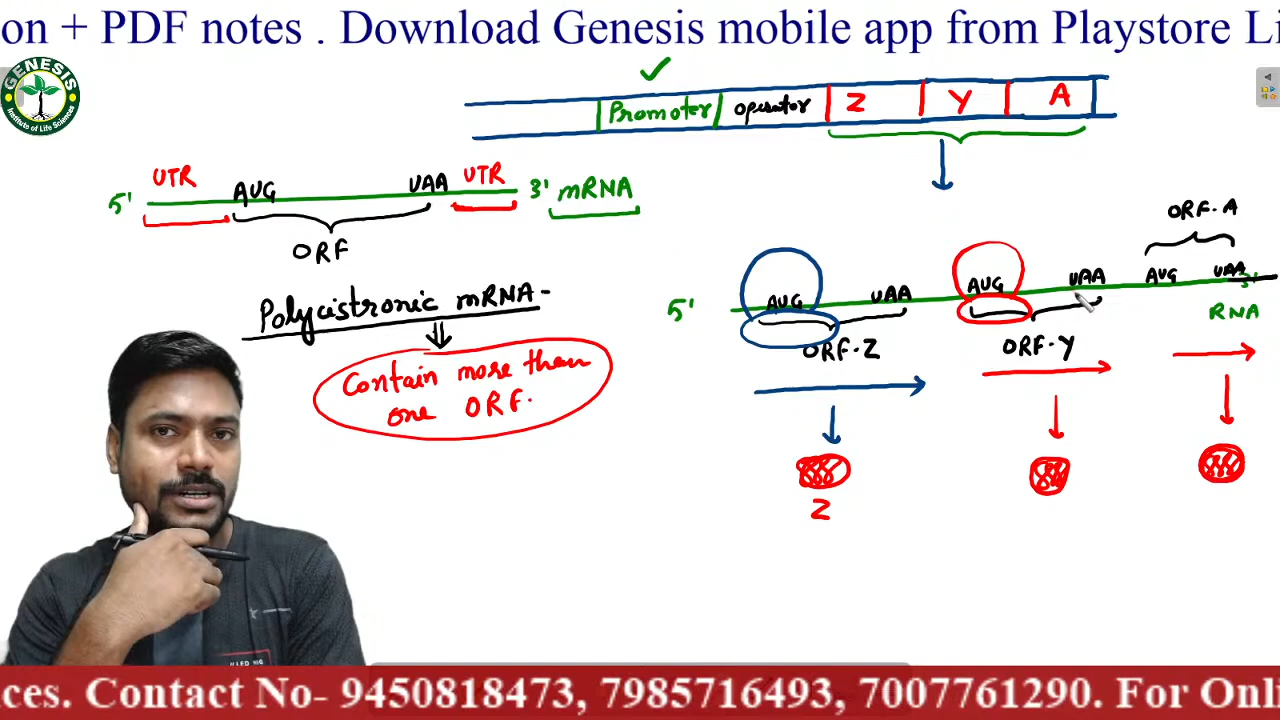 on + PDF notes . Download Genesis mobile app from Playstore Li
GENESIS
Institute of Life Sciences
Promoter operator Z Y A
5' UTR AUG UAA UTR 3' mRNA
ORF
Polycistronic mRNA-
Contain more than
one ORF.
ORF-A
5' AUG UAA AUG UAA AUG UAA 3'
RNA
ORF-Z ORF-Y
Z
ces. Contact No- 9450818473, 7985716493, 7007761290. For Onli